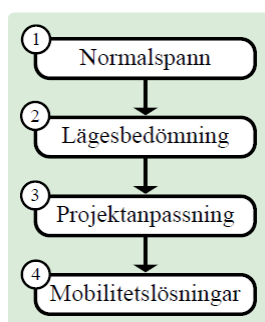 1
Normalspann
2
Lägesbedömning
3
Projektanpassning
4
Mobilitetslösningar